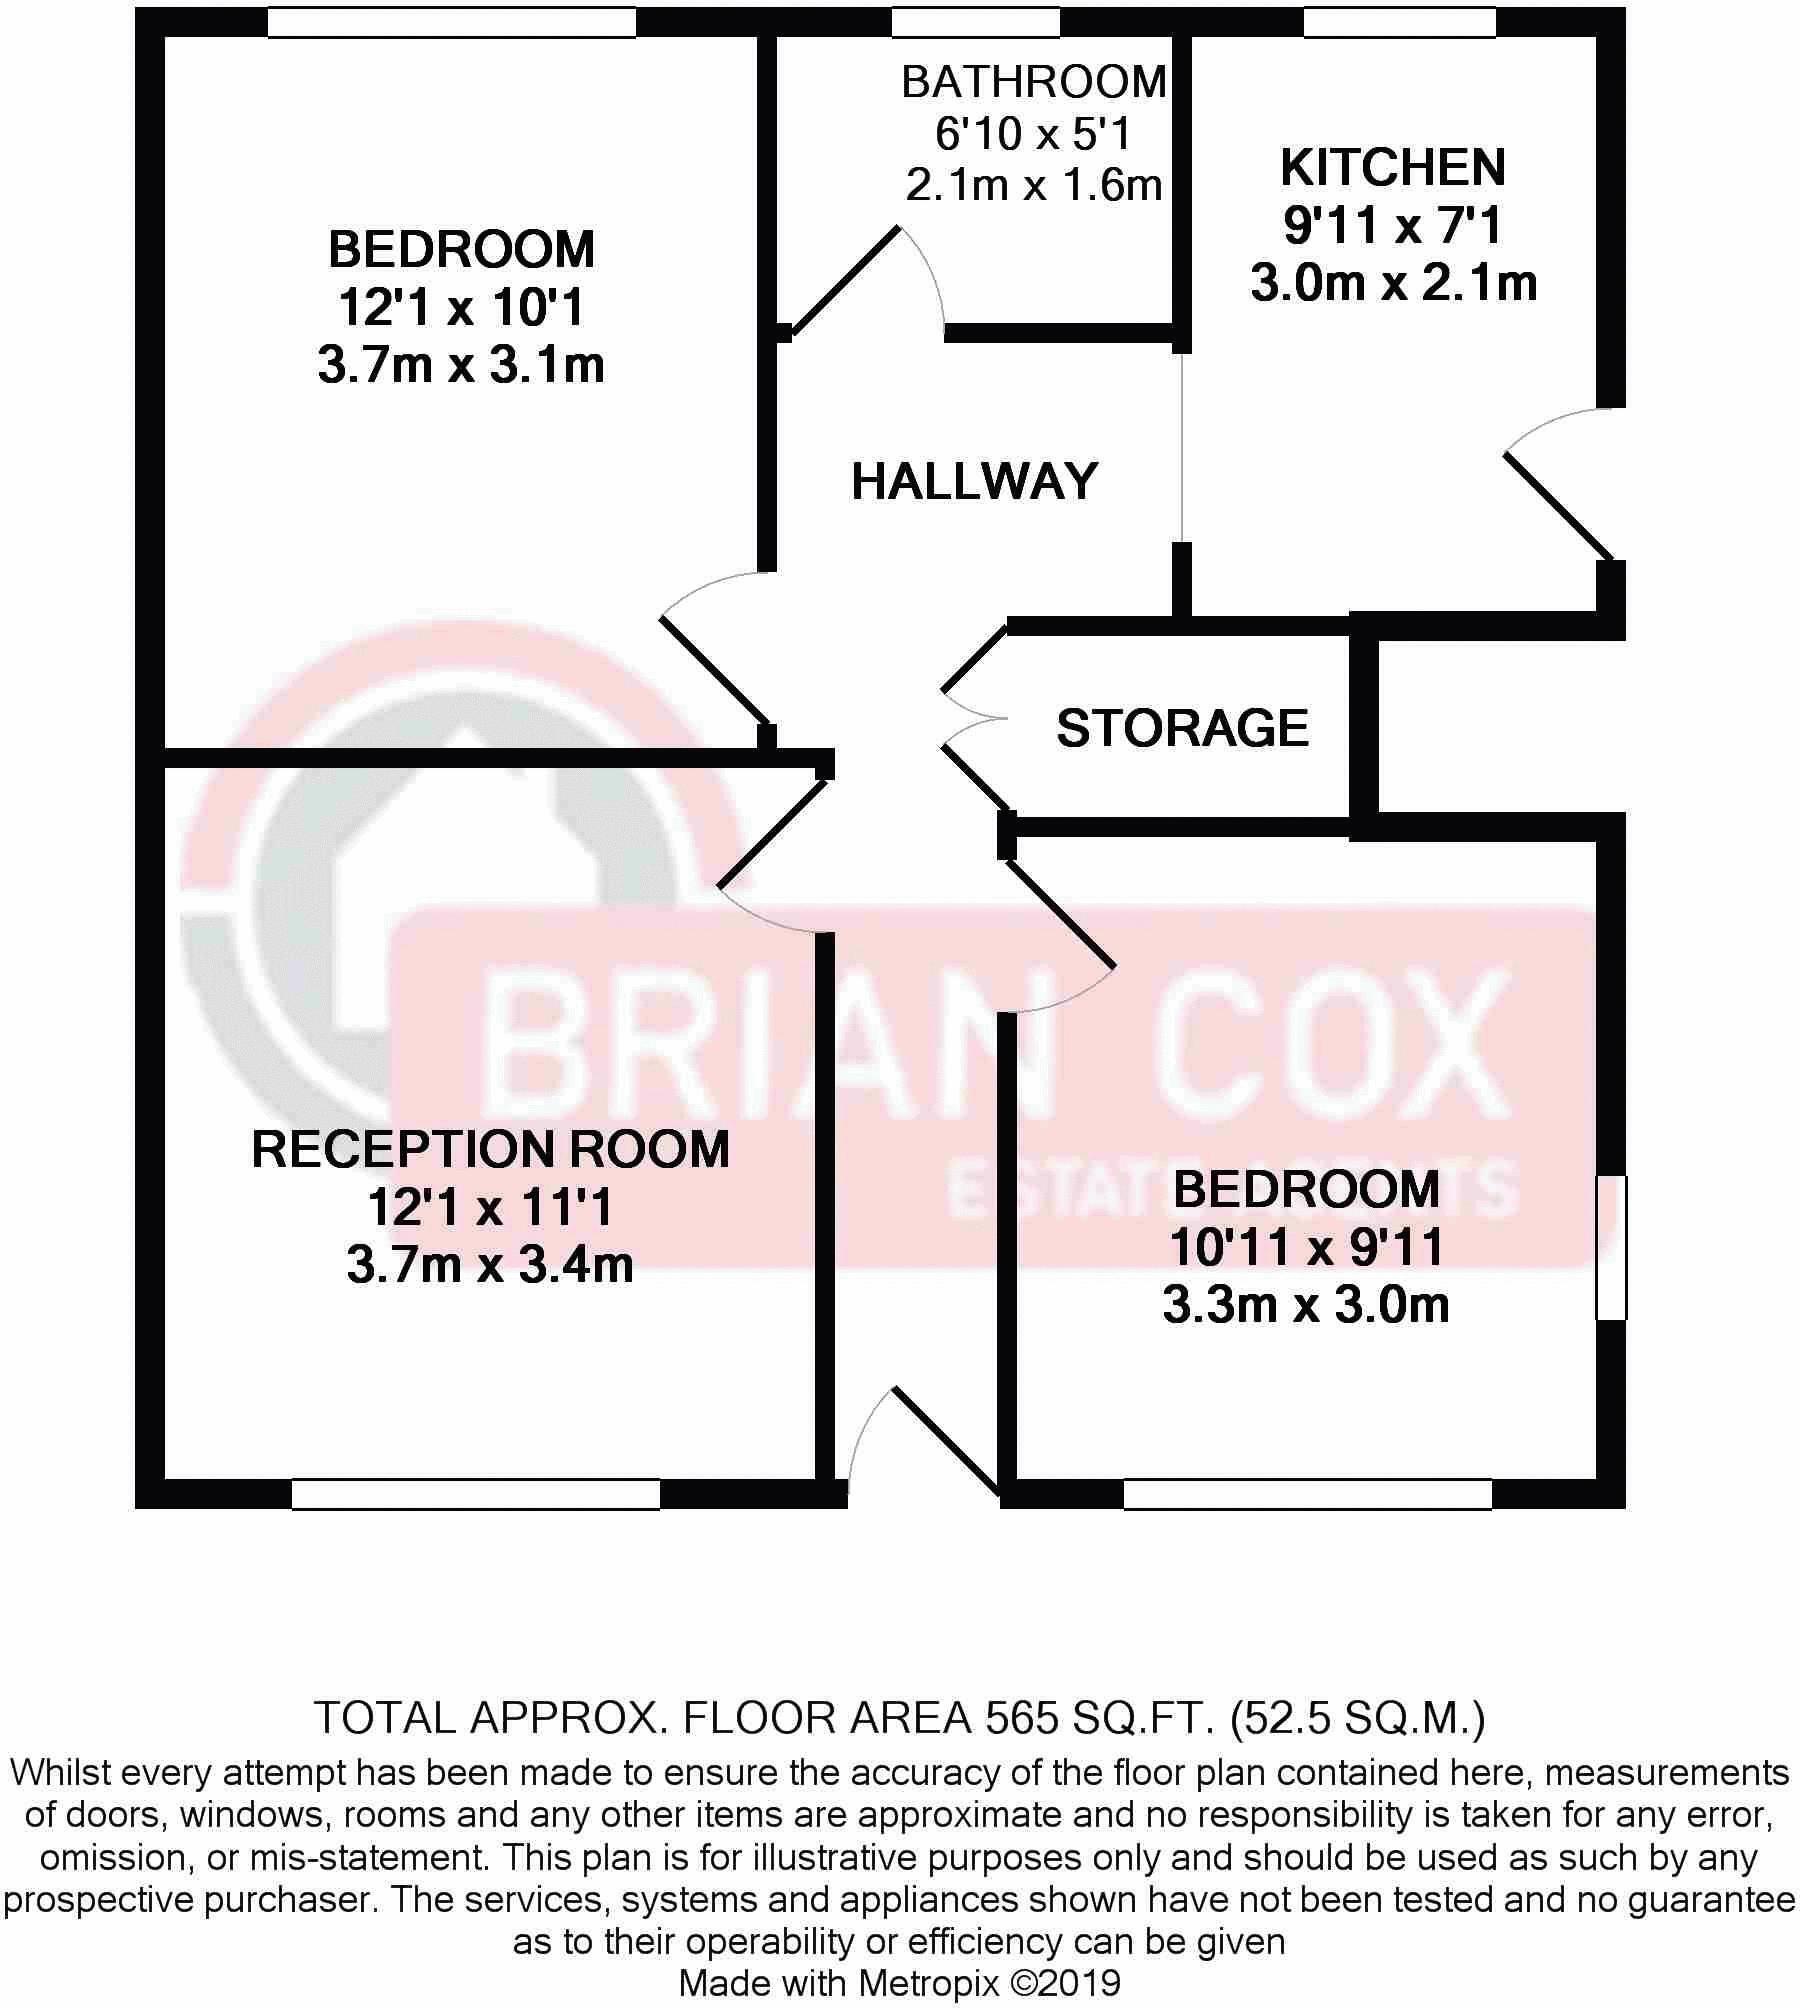 BATHROOM
6'10 x 5'1
2.1m x 1.6m
KITCHEN
9'11 x 7'1
3.0m x 2.1m
BEDROOM
12'1 x 10'1
3.7m x 3.1m
HALLWAY
STORAGE
BRIAN COX
ESTATE AGENTS
RECEPTION ROOM
12'1 x 11'1
3.7m x 3.4m
BEDROOM
10'11 x 9'11
3.3m x 3.0m
TOTAL APPROX. FLOOR AREA 565 SQ.FT. (52.5 SQ.M.)
Whilst every attempt has been made to ensure the accuracy of the floor plan contained here, measurements
of doors, windows, rooms and any other items are approximate and no responsibility is taken for any error,
omission, or mis-statement. This plan is for illustrative purposes only and should be used as such by any
prospective purchaser. The services, systems and appliances shown have not been tested and no guarantee
as to their operability or efficiency can be given
Made with Metropix ©2019